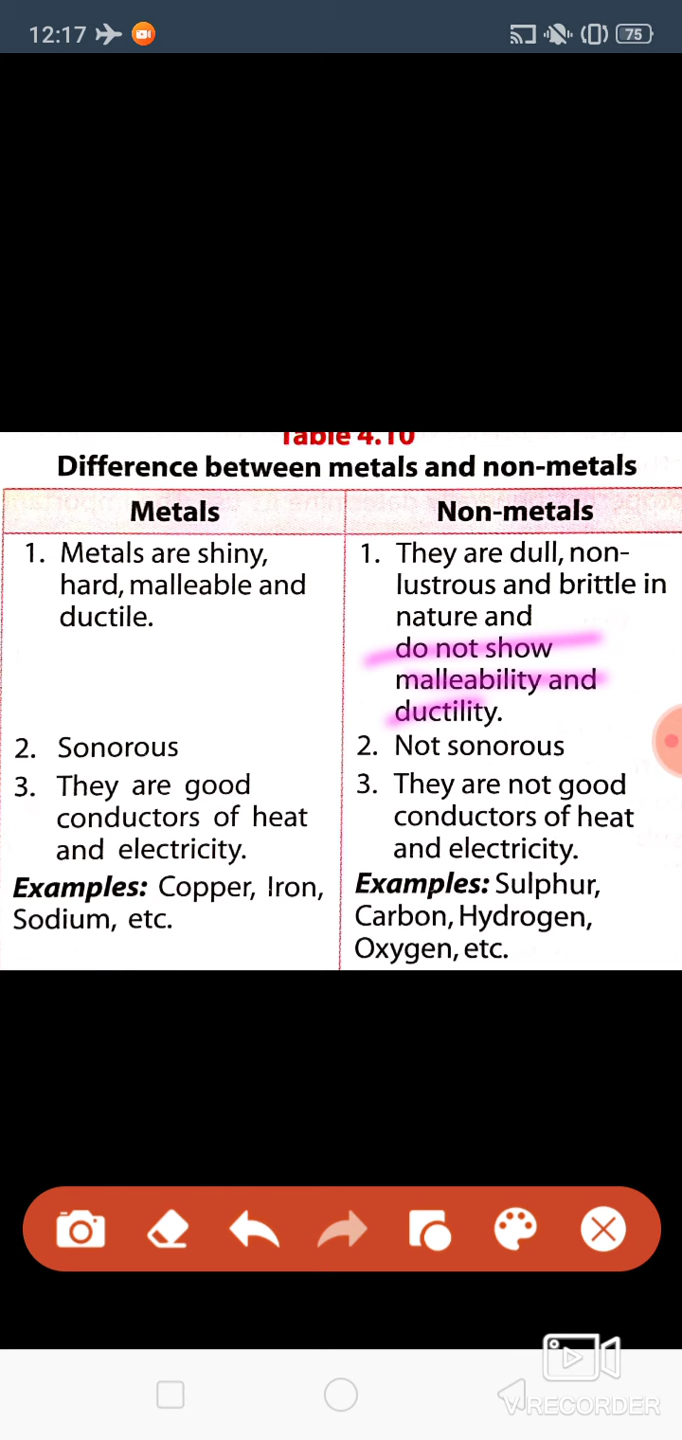 12:17
75
Table 4.10
Difference between metals and non-metals
Metals
Non-metals
1. Metals are shiny,
hard, malleable and
ductile.
1. They are dull, non-
lustrous and brittle in
nature and
do not show
malleability and
ductility.
2. Sonorous
2. Not sonorous
3. They are good
conductors of heat
and electricity.
3. They are not good
conductors of heat
and electricity.
Examples: Copper, Iron,
Sodium, etc.
Examples: Sulphur,
Carbon, Hydrogen,
Oxygen, etc.
V RECORDER